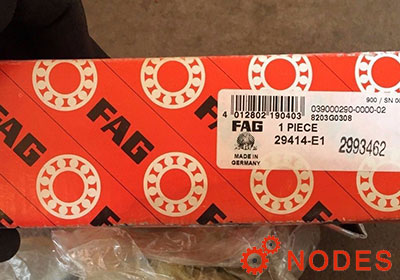 FAG
FAG
FAG
900 / SN 00
039000290-0000-02
8203G0308
4 012802 190403
FAG
1 PIECE
29414-E1
MADE IN
GERMANY
2993462
NODES